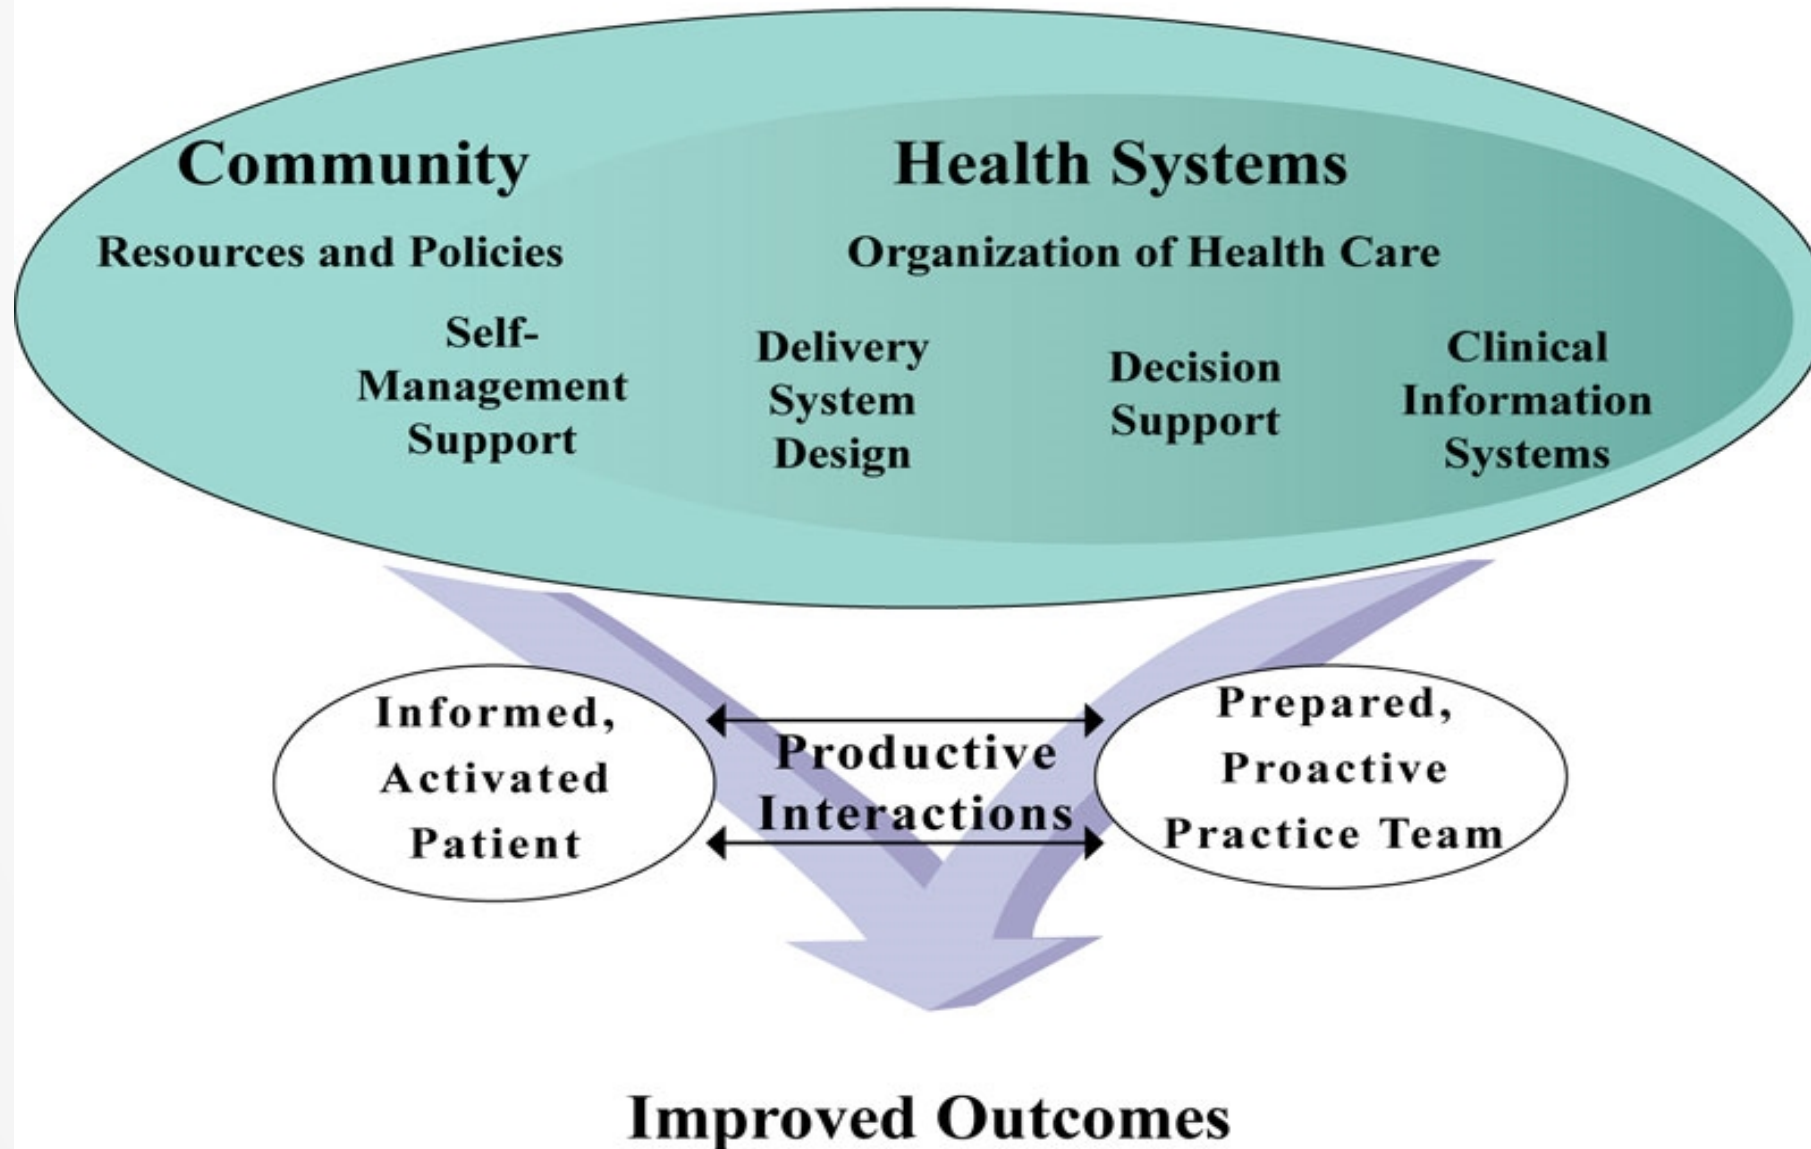 Community
Health Systems
Resources and Policies
Organization of Health Care
Self-
Management
Support
Delivery
System
Design
Decision
Support
Clinical
Information
Systems
Informed,
Activated
Patient
Productive
Interactions
Prepared,
Proactive
Practice Team
Improved Outcomes